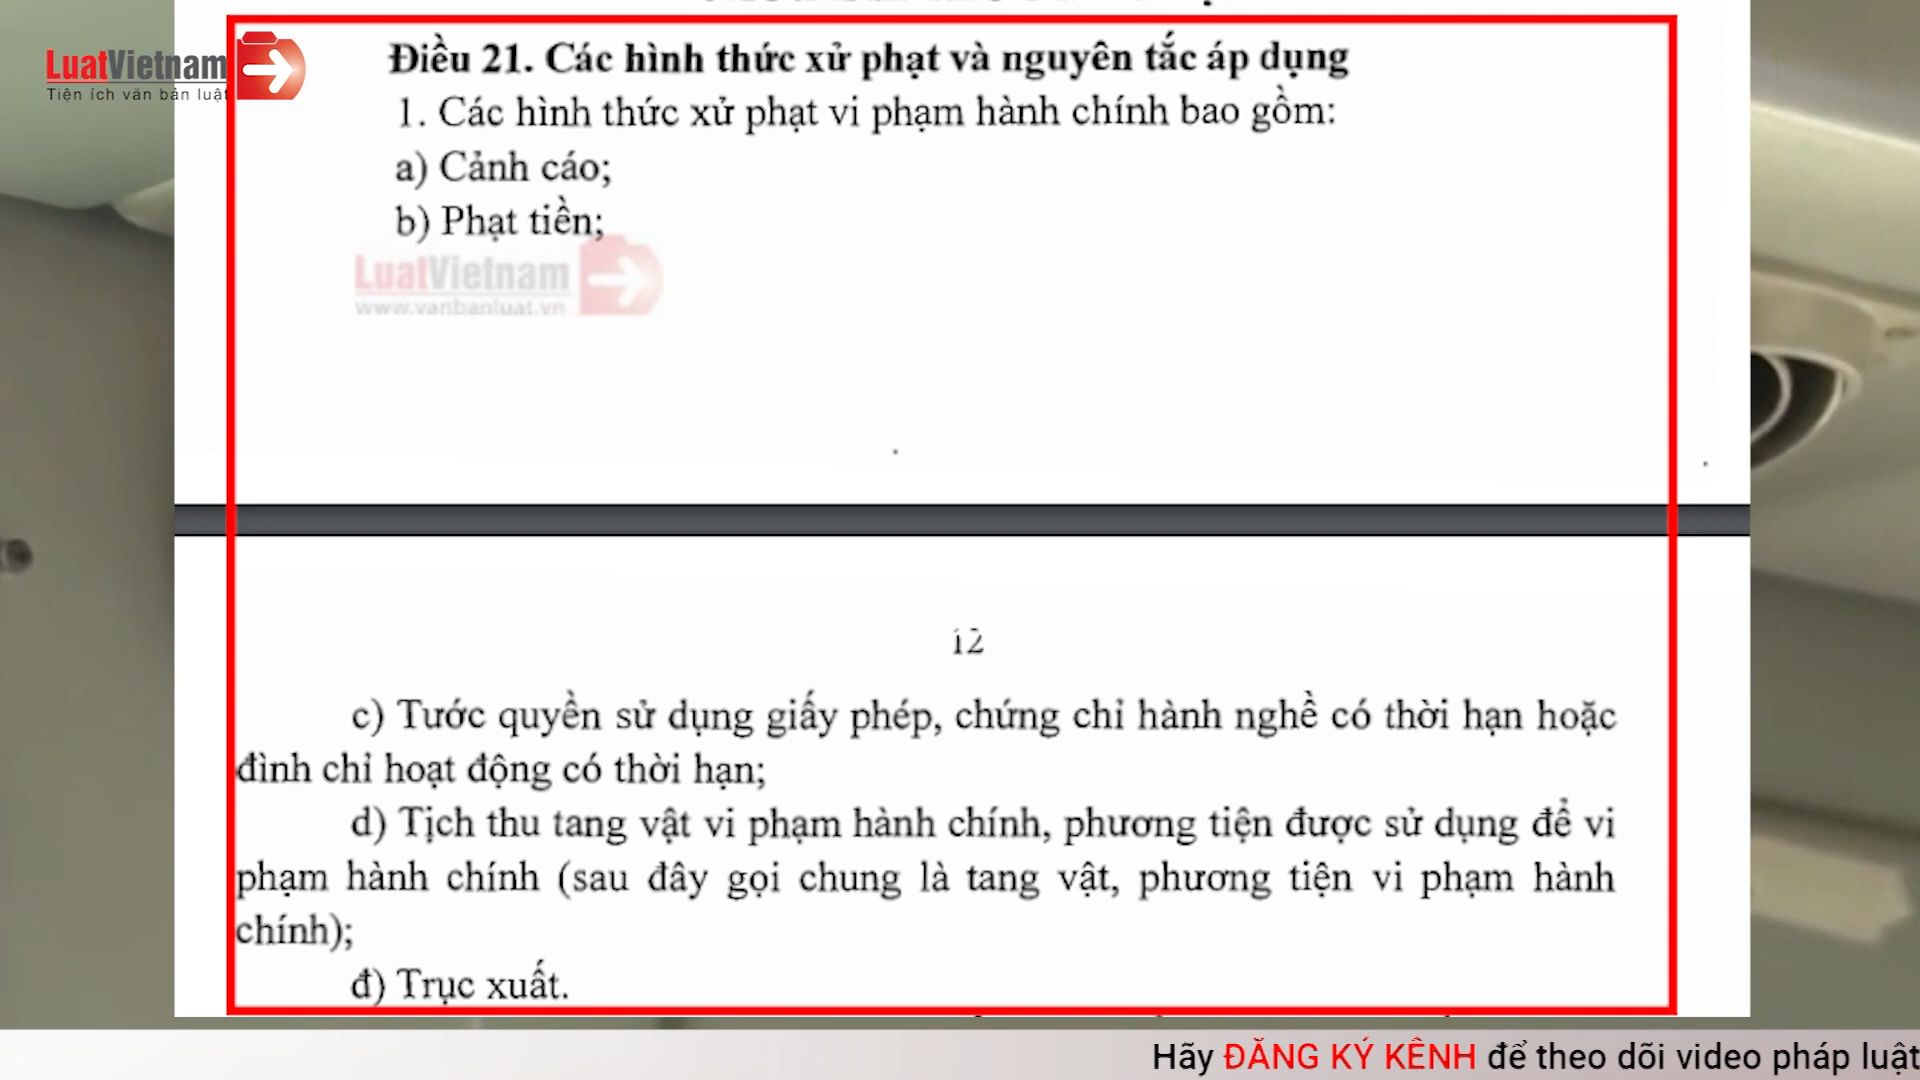 LuatVietnam
Tiện ích văn bản luật
Điều 21. Các hình thức xử phạt và nguyên tắc áp dụng
1. Các hình thức xử phạt vi phạm hành chính bao gồm:
a) Cảnh cáo;
b) Phạt tiền;
LuatVietnam
www.vanbanluat.vn
12
c) Tước quyền sử dụng giấy phép, chứng chỉ hành nghề có thời hạn hoặc
đình chỉ hoạt động có thời hạn;
d) Tịch thu tang vật vi phạm hành chính, phương tiện được sử dụng để vi
phạm hành chính (sau đây gọi chung là tang vật, phương tiện vi phạm hành
chính);
đ) Trục xuất.
Hãy ĐĂNG KÝ KÊNH để theo dõi video pháp luật